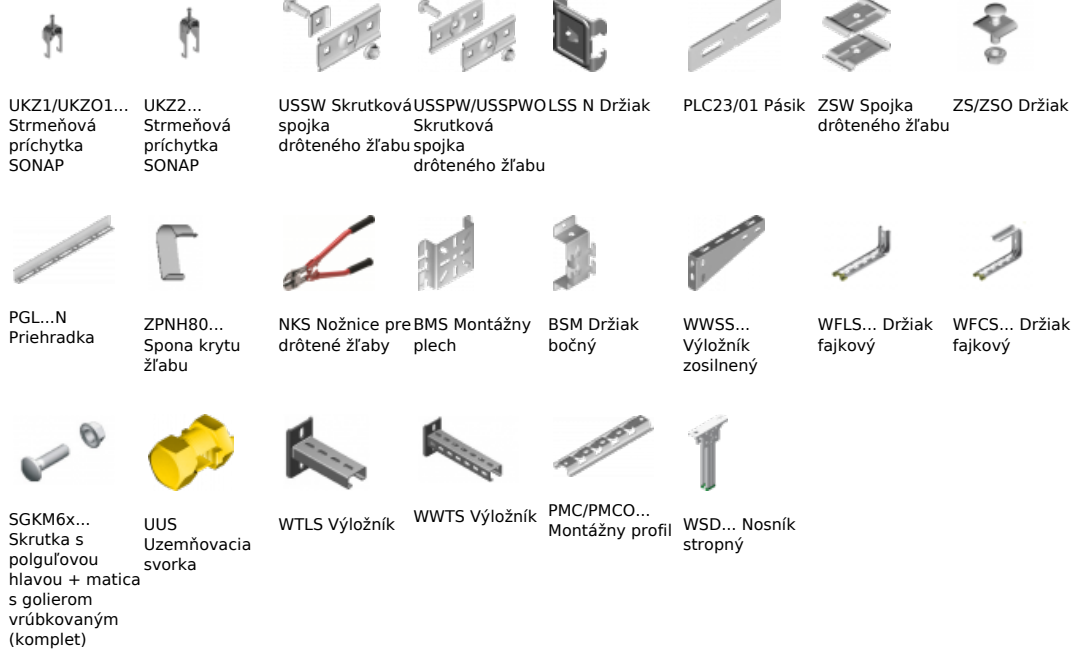 UKZ1/UKZO1...
Strmeňová
príchytka
SONAP
UKZ2...
Strmeňová
príchytka
SONAP
USSW Skrutková
spojka
drôteného žľabu
USSPW/USSPWO
Skrutková
spojka
drôteného žľabu
LSS N Držiak
PLC23/01 Pásik
ZSW Spojka
drôteného žľabu
ZS/ZSO Držiak
PGL...N
Priehradka
ZPNH80...
Spona krytu
žľabu
NKS Nožnice pre
drôtené žľaby
BMS Montážny
plech
BSM Držiak
bočný
WWSS...
Výložník
zosilnený
WFLS... Držiak
fajkový
WFCS... Držiak
fajkový
SGKM6x...
Skrutka s
polguľovou
hlavou + matica
s golierom
vrúbkovaným
(komplet)
UUS
Uzemňovacia
svorka
WTLS Výložník
WWTS Výložník
PMC/PMCO...
Montážny profil
WSD... Nosník
stropný